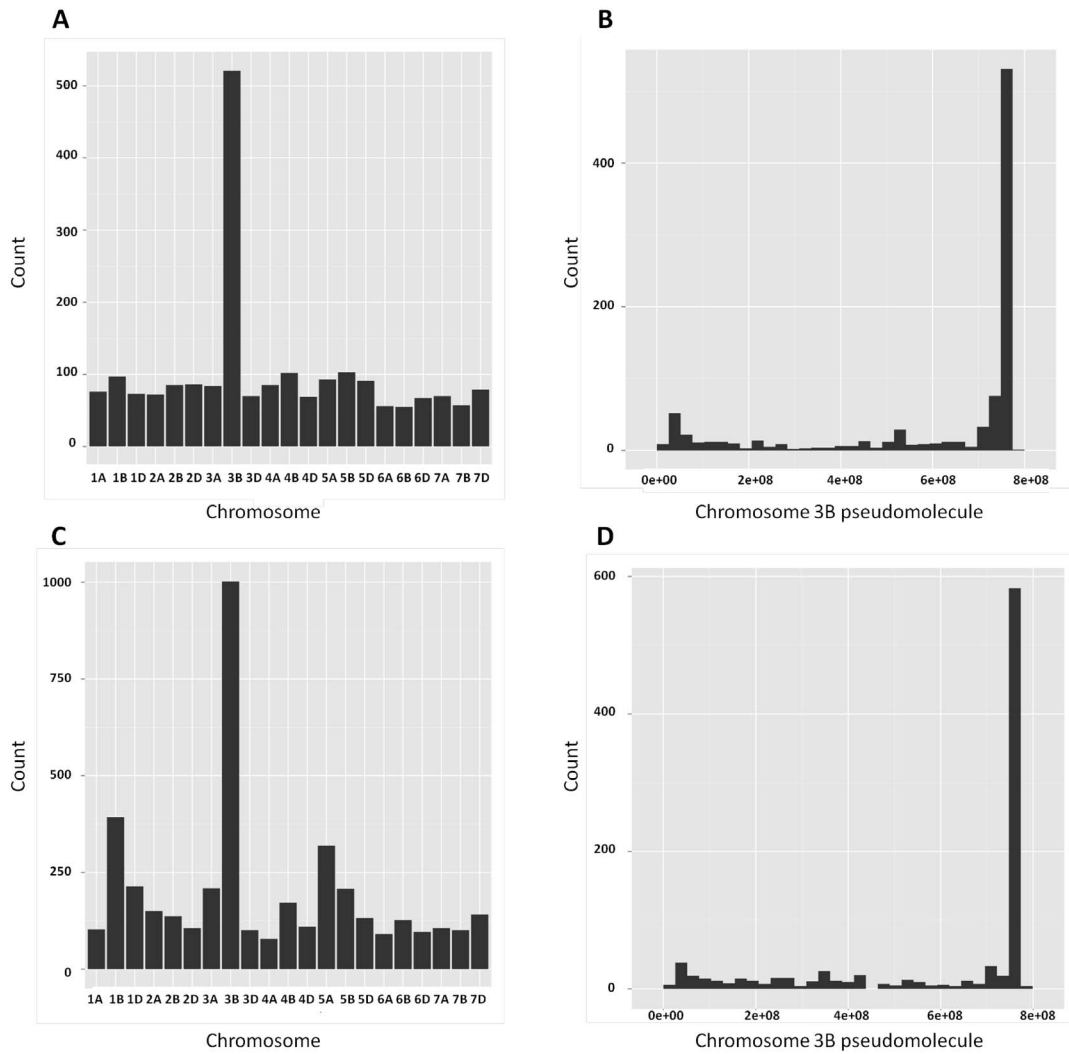 A
Count
500
400
300
200
100
0
1A 1B 1D 2A 2B 2D 3A 3B 3D 4A 4B 4D 5A 5B 5D 6A 6B 6D 7A 7B 7D
Chromosome
B
Count
400
200
0
0e+00 2e+08 4e+08 6e+08 8e+08
Chromosome 3B pseudomolecule
C
Count
1000
750
500
250
0
1A 1B 1D 2A 2B 2D 3A 3B 3D 4A 4B 4D 5A 5B 5D 6A 6B 6D 7A 7B 7D
Chromosome
D
Count
600
400
200
0
0e+00 2e+08 4e+08 6e+08 8e+08
Chromosome 3B pseudomolecule